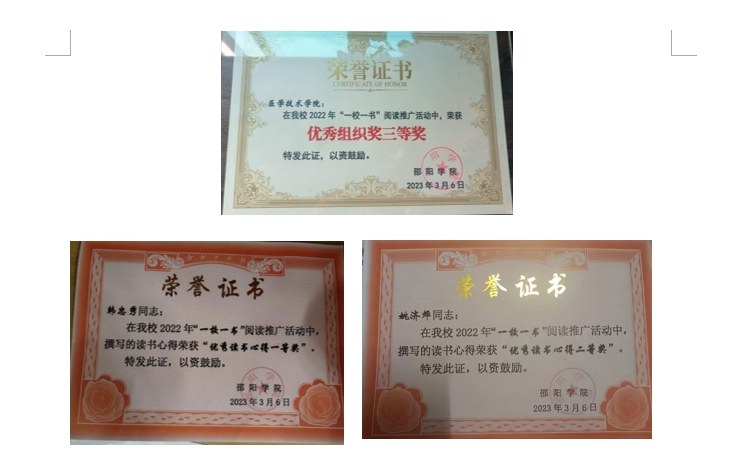 荣誉证书
CERTIFICATE OF HONOR
医学技术学院：
在我校2022年“一校一书”阅读推广活动中，荣获
优秀组织奖三等奖
特发此证，以资鼓励。
邵阳学院
2023年3月6日
荣誉证书
韩忠秀同志：
在我校2022年“一校一书”阅读推广活动中，
撰写的读书心得荣获“优秀读书心得一等奖”。
特发此证，以资鼓励。
邵阳学院
2023年3月6日
荣誉证书
姚济烨同志：
在我校2022年“一校一书”阅读推广活动中，
撰写的读书心得荣获“优秀读书心得二等奖”。
特发此证，以资鼓励。
邵阳学院
2023年3月6日